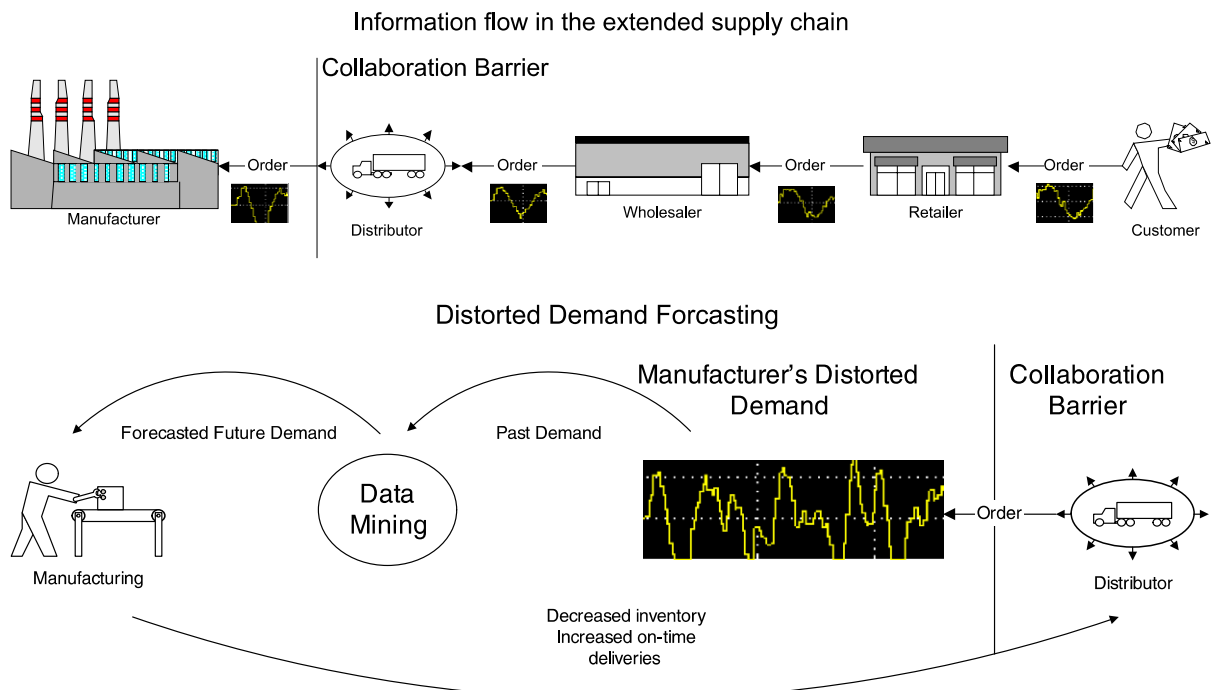 Information flow in the extended supply chain
Collaboration Barrier
Order
Order
Order
Order
Manufacturer
Distributor
Wholesaler
Retailer
Customer
Distorted Demand Forcasting
Manufacturer's Distorted
Demand
Collaboration
Barrier
Forecasted Future Demand
Past Demand
Data
Mining
Order
Manufacturing
Distributor
Decreased inventory
Increased on-time
deliveries